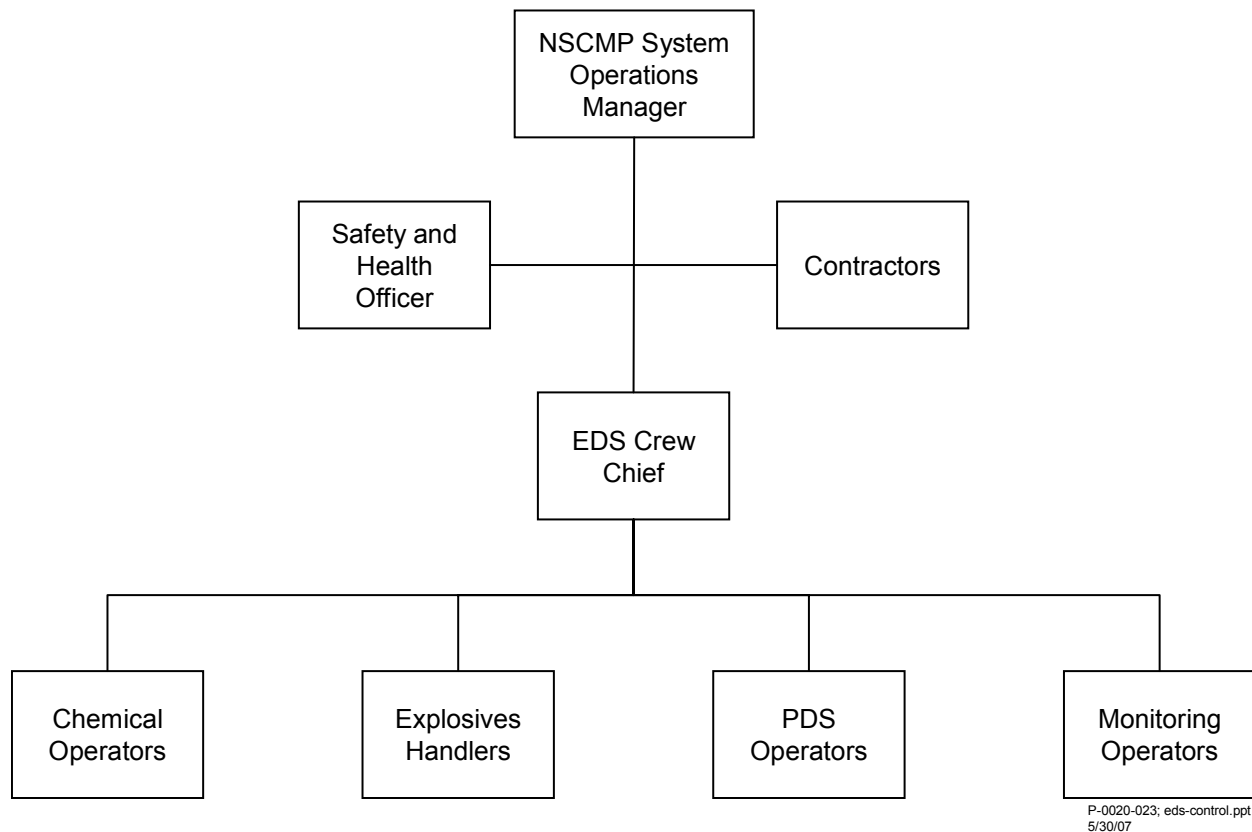 NSCMP System
Operations
Manager
Safety and
Health
Officer
Contractors
EDS Crew
Chief
Chemical
Operators
Explosives
Handlers
PDS
Operators
Monitoring
Operators
P-0020-023; eds-control.ppt
5/30/07